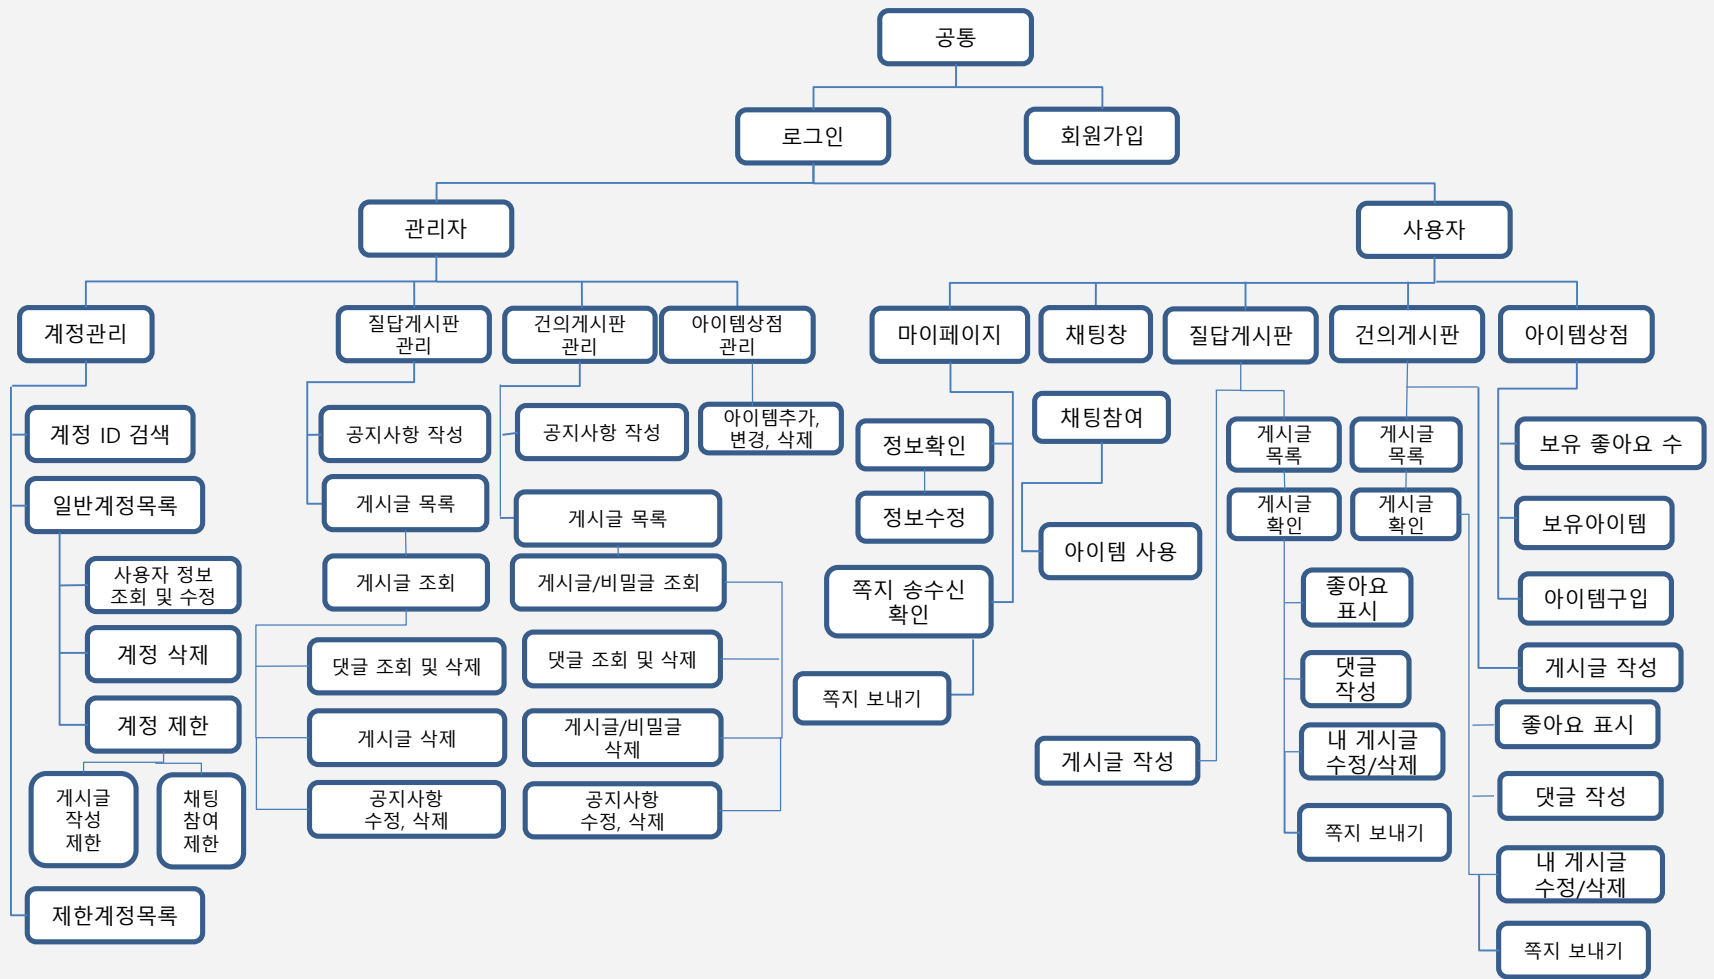 공통
로그인
회원가입
관리자
사용자
계정관리
질답게시판
관리
건의게시판
관리
아이템상점
관리
마이페이지
채팅창
질답게시판
건의게시판
아이템상점
계정 ID 검색
일반계정목록
사용자 정보
조회 및 수정
계정 삭제
계정 제한
게시글
작성
제한
채팅
참여
제한
제한계정목록
공지사항 작성
게시글 목록
게시글 조회
댓글 조회 및 삭제
게시글 삭제
공지사항
수정, 삭제
공지사항 작성
게시글 목록
게시글/비밀글 조회
댓글 조회 및 삭제
게시글/비밀글
삭제
공지사항
수정, 삭제
아이템추가,
변경, 삭제
정보확인
정보수정
쪽지 송수신
확인
쪽지 보내기
채팅참여
아이템 사용
게시글
목록
게시글
확인
좋아요
표시
댓글
작성
내 게시글
수정/삭제
쪽지 보내기
게시글 작성
게시글
목록
게시글
확인
보유 좋아요 수
보유아이템
아이템구입
게시글 작성
좋아요 표시
댓글 작성
내 게시글
수정/삭제
쪽지 보내기